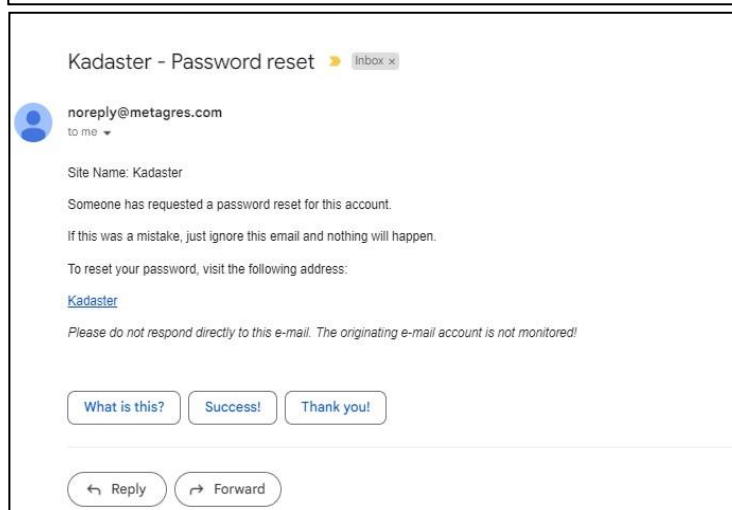 Kadaster - Password reset
Inbox x
noreply@metagres.com
to me
Site Name: Kadaster
Someone has requested a password reset for this account.
If this was a mistake, just ignore this email and nothing will happen.
To reset your password, visit the following address:
Kadaster
Please do not respond directly to this e-mail. The originating e-mail account is not monitored!
What is this? Success! Thank you!
Reply Forward